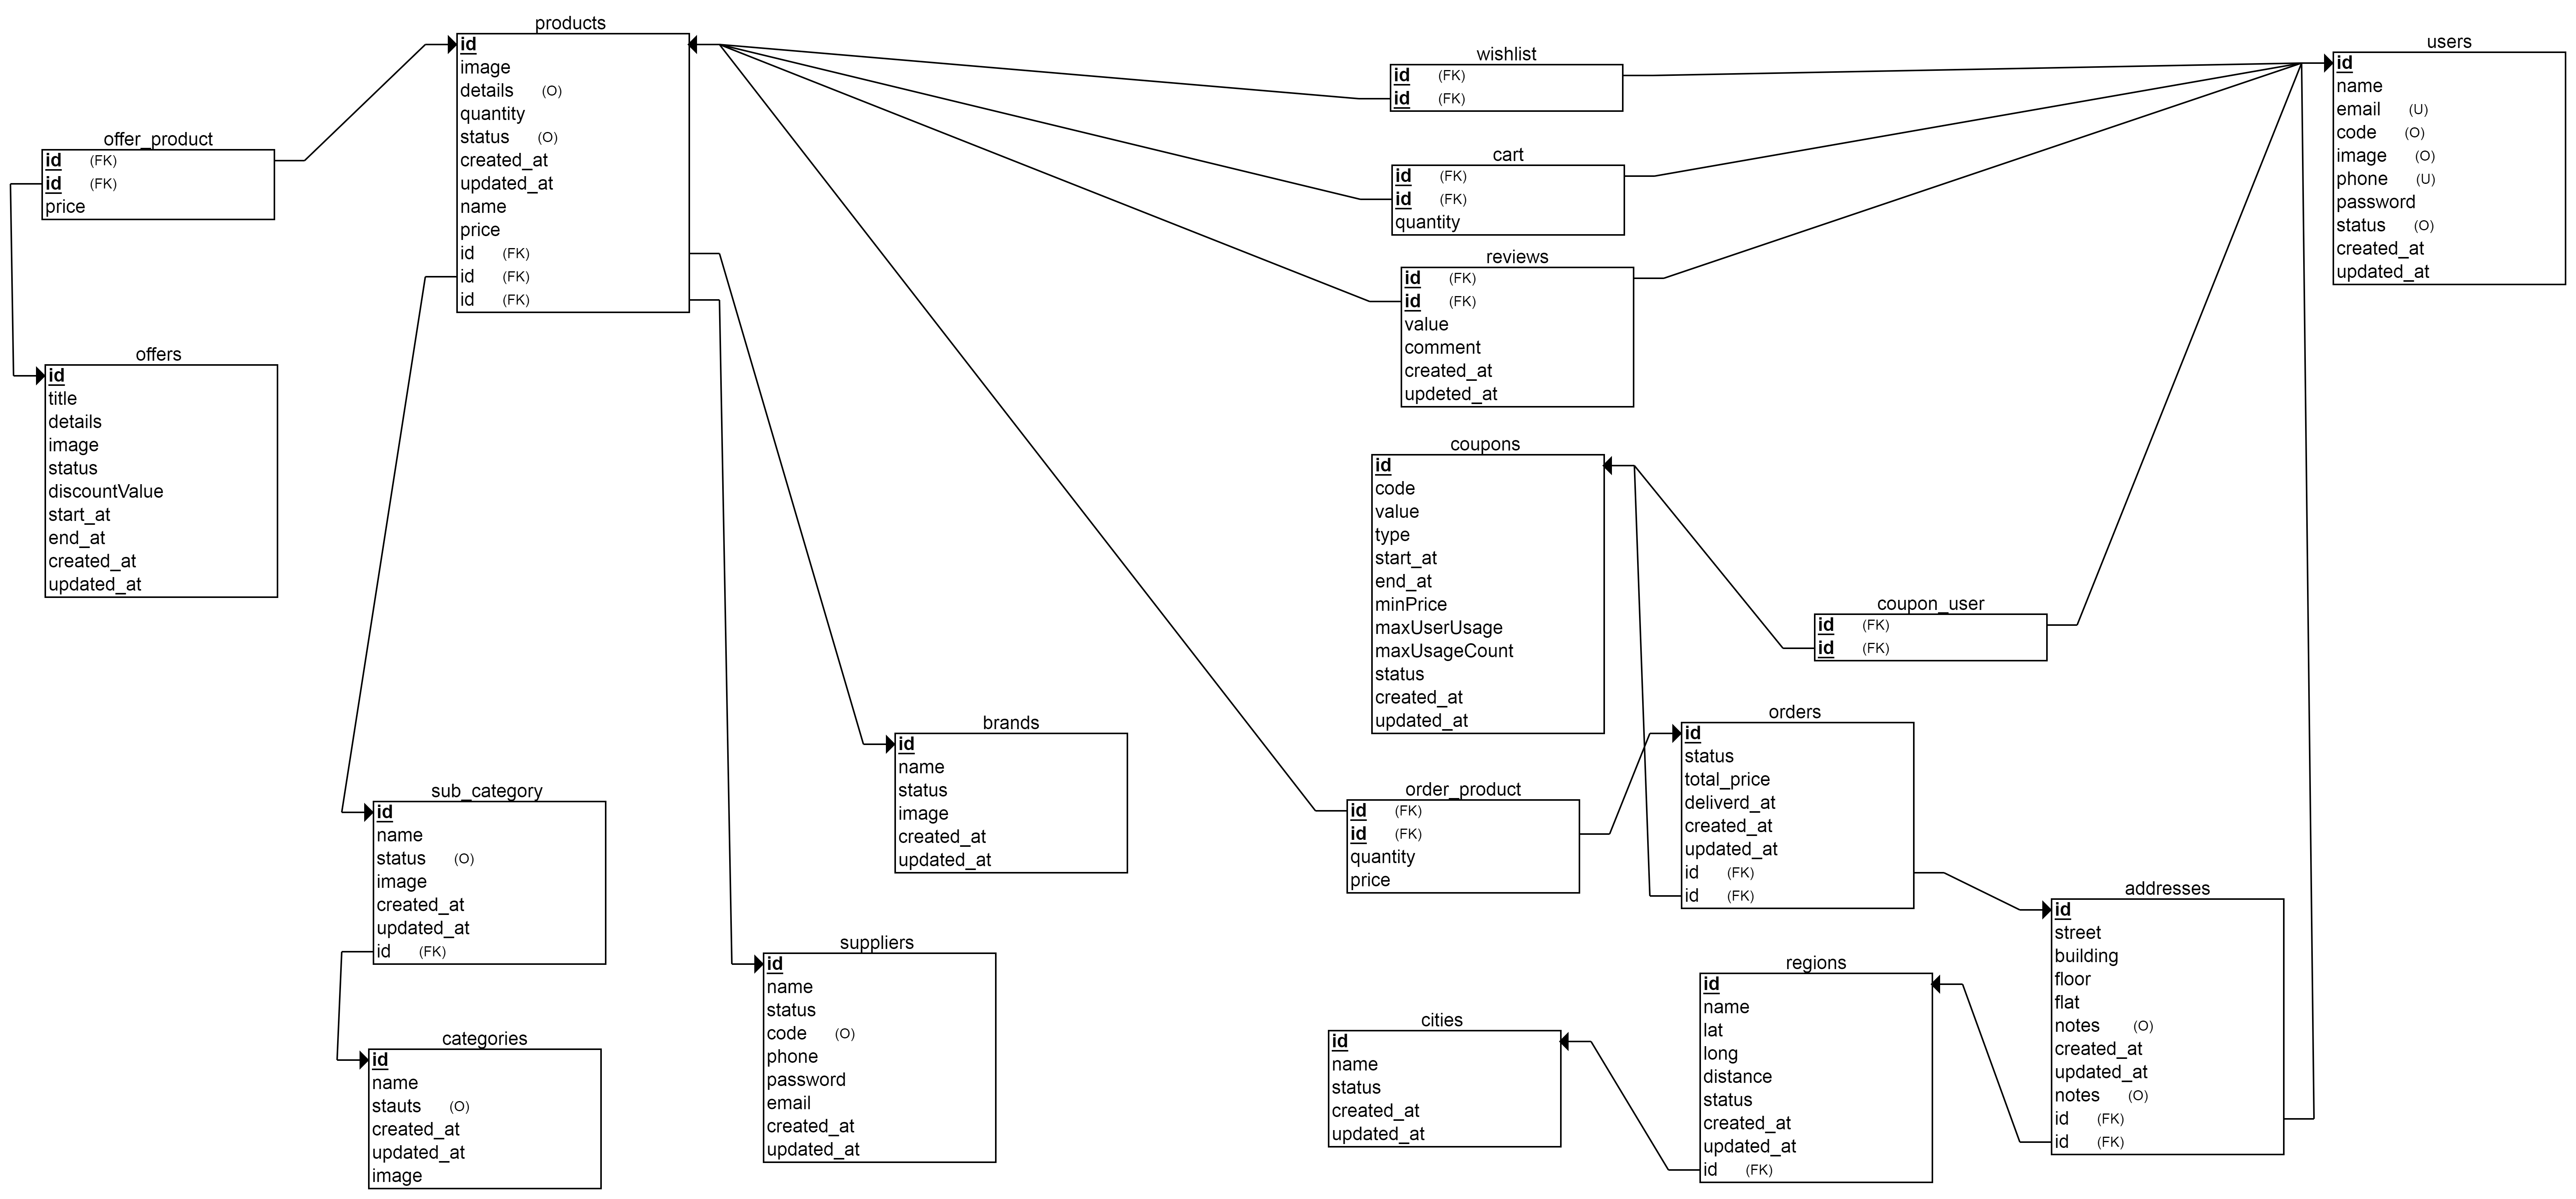 products
id
image
details (O)
quantity
status (O)
created_at
updated_at
name
price
id (FK)
id (FK)
id (FK)
offer_product
id (FK)
id (FK)
price
offers
id
title
details
image
status
discountValue
start_at
end_at
created_at
updated_at
wishlist
id (FK)
id (FK)
cart
id (FK)
id (FK)
quantity
reviews
id (FK)
id (FK)
value
comment
created_at
updeted_at
users
id
name
email (U)
code (O)
image (O)
phone (U)
password
status (O)
created_at
updated_at
coupons
id
code
value
type
start_at
end_at
minPrice
maxUserUsage
maxUsageCount
status
created_at
updated_at
coupon_user
id (FK)
id (FK)
brands
id
name
status
image
created_at
updated_at
sub_category
id
name
status (O)
image
created_at
updated_at
id (FK)
categories
id
name
stauts (O)
created_at
updated_at
image
suppliers
id
name
status
code (O)
phone
password
email
created_at
updated_at
order_product
id (FK)
id (FK)
quantity
price
orders
id
status
total_price
deliverd_at
created_at
updated_at
id (FK)
id (FK)
addresses
id
street
building
floor
flat
notes (O)
created_at
updated_at
notes (O)
id (FK)
id (FK)
regions
id
name
lat
long
distance
status
created_at
updated_at
id (FK)
cities
id
name
status
created_at
updated_at